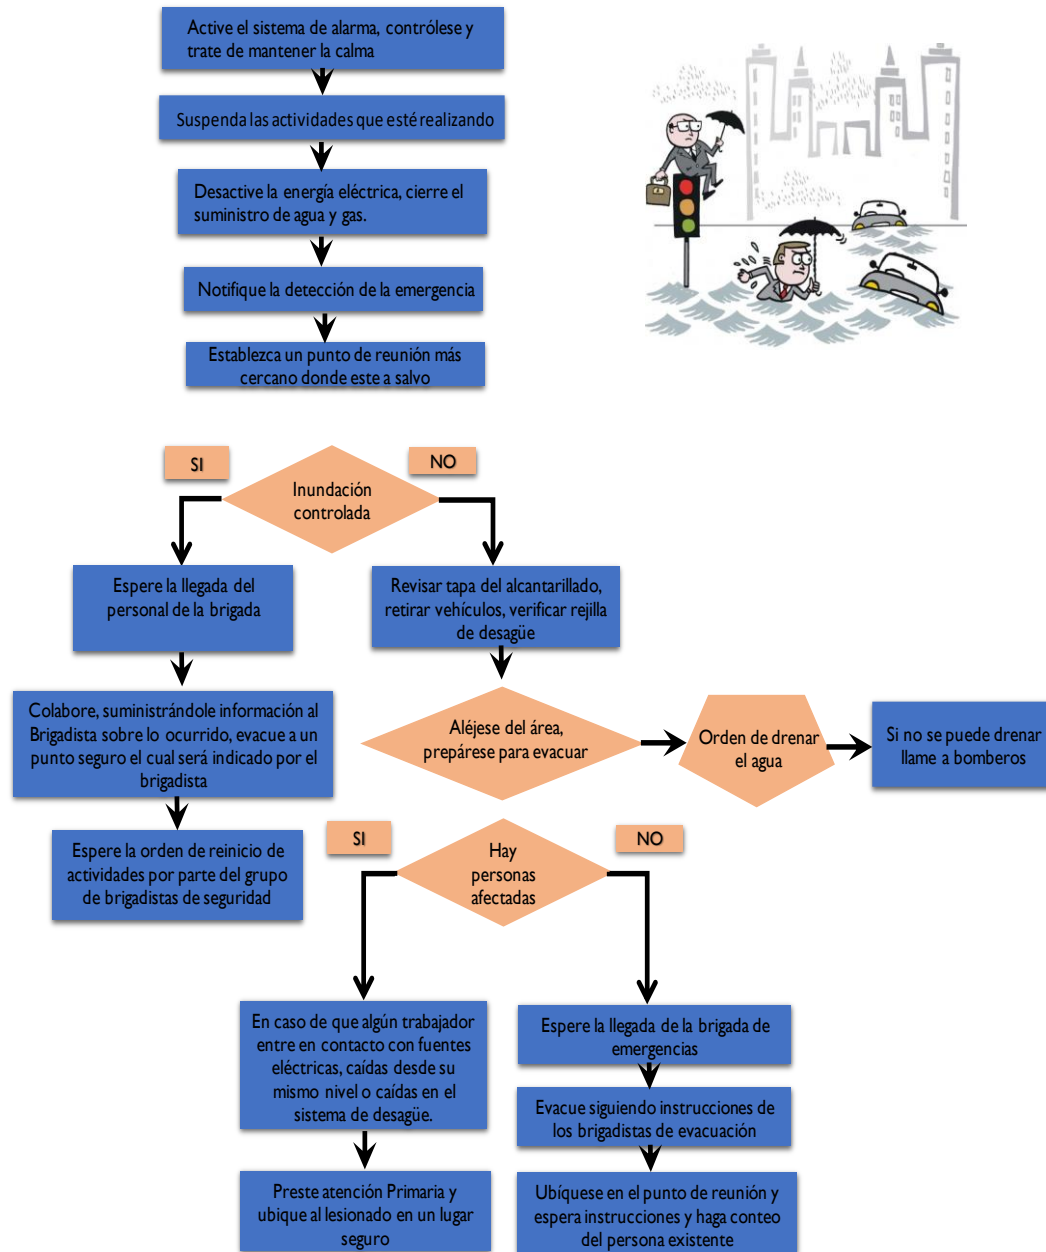 Active el sistema de alarma, contrólese y
trate de mantener la calma
Suspenda las actividades que esté realizando
Desactive la energía eléctrica, cierre el
suministro de agua y gas.
Notifique la detección de la emergencia
Establezca un punto de reunión más
cercano donde este a salvo
SI
NO
Inundación
controlada
Espere la llegada del
personal de la brigada
Revisar tapa del alcantarillado,
retirar vehículos, verificar rejilla
de desagüe
Colabore, suministrándole información al
Brigadista sobre lo ocurrido, evacue a un
punto seguro el cual será indicado por el
brigadista
Aléjese del área,
prepárese para evacuar
Orden de drenar
el agua
Si no se puede drenar
llame a bomberos
Espere la orden de reinicio de
actividades por parte del grupo
de brigadistas de seguridad
SI
NO
Hay
personas
afectadas
En caso de que algún trabajador
entre en contacto con fuentes
eléctricas, caídas desde su
mismo nivel o caídas en el
sistema de desagüe.
Espere la llegada de la brigada de
emergencias
Evacue siguiendo instrucciones de
los brigadistas de evacuación
Preste atención Primaria y
ubique al lesionado en un lugar
seguro
Ubíquese en el punto de reunión y
espera instrucciones y haga conteo
del persona existente